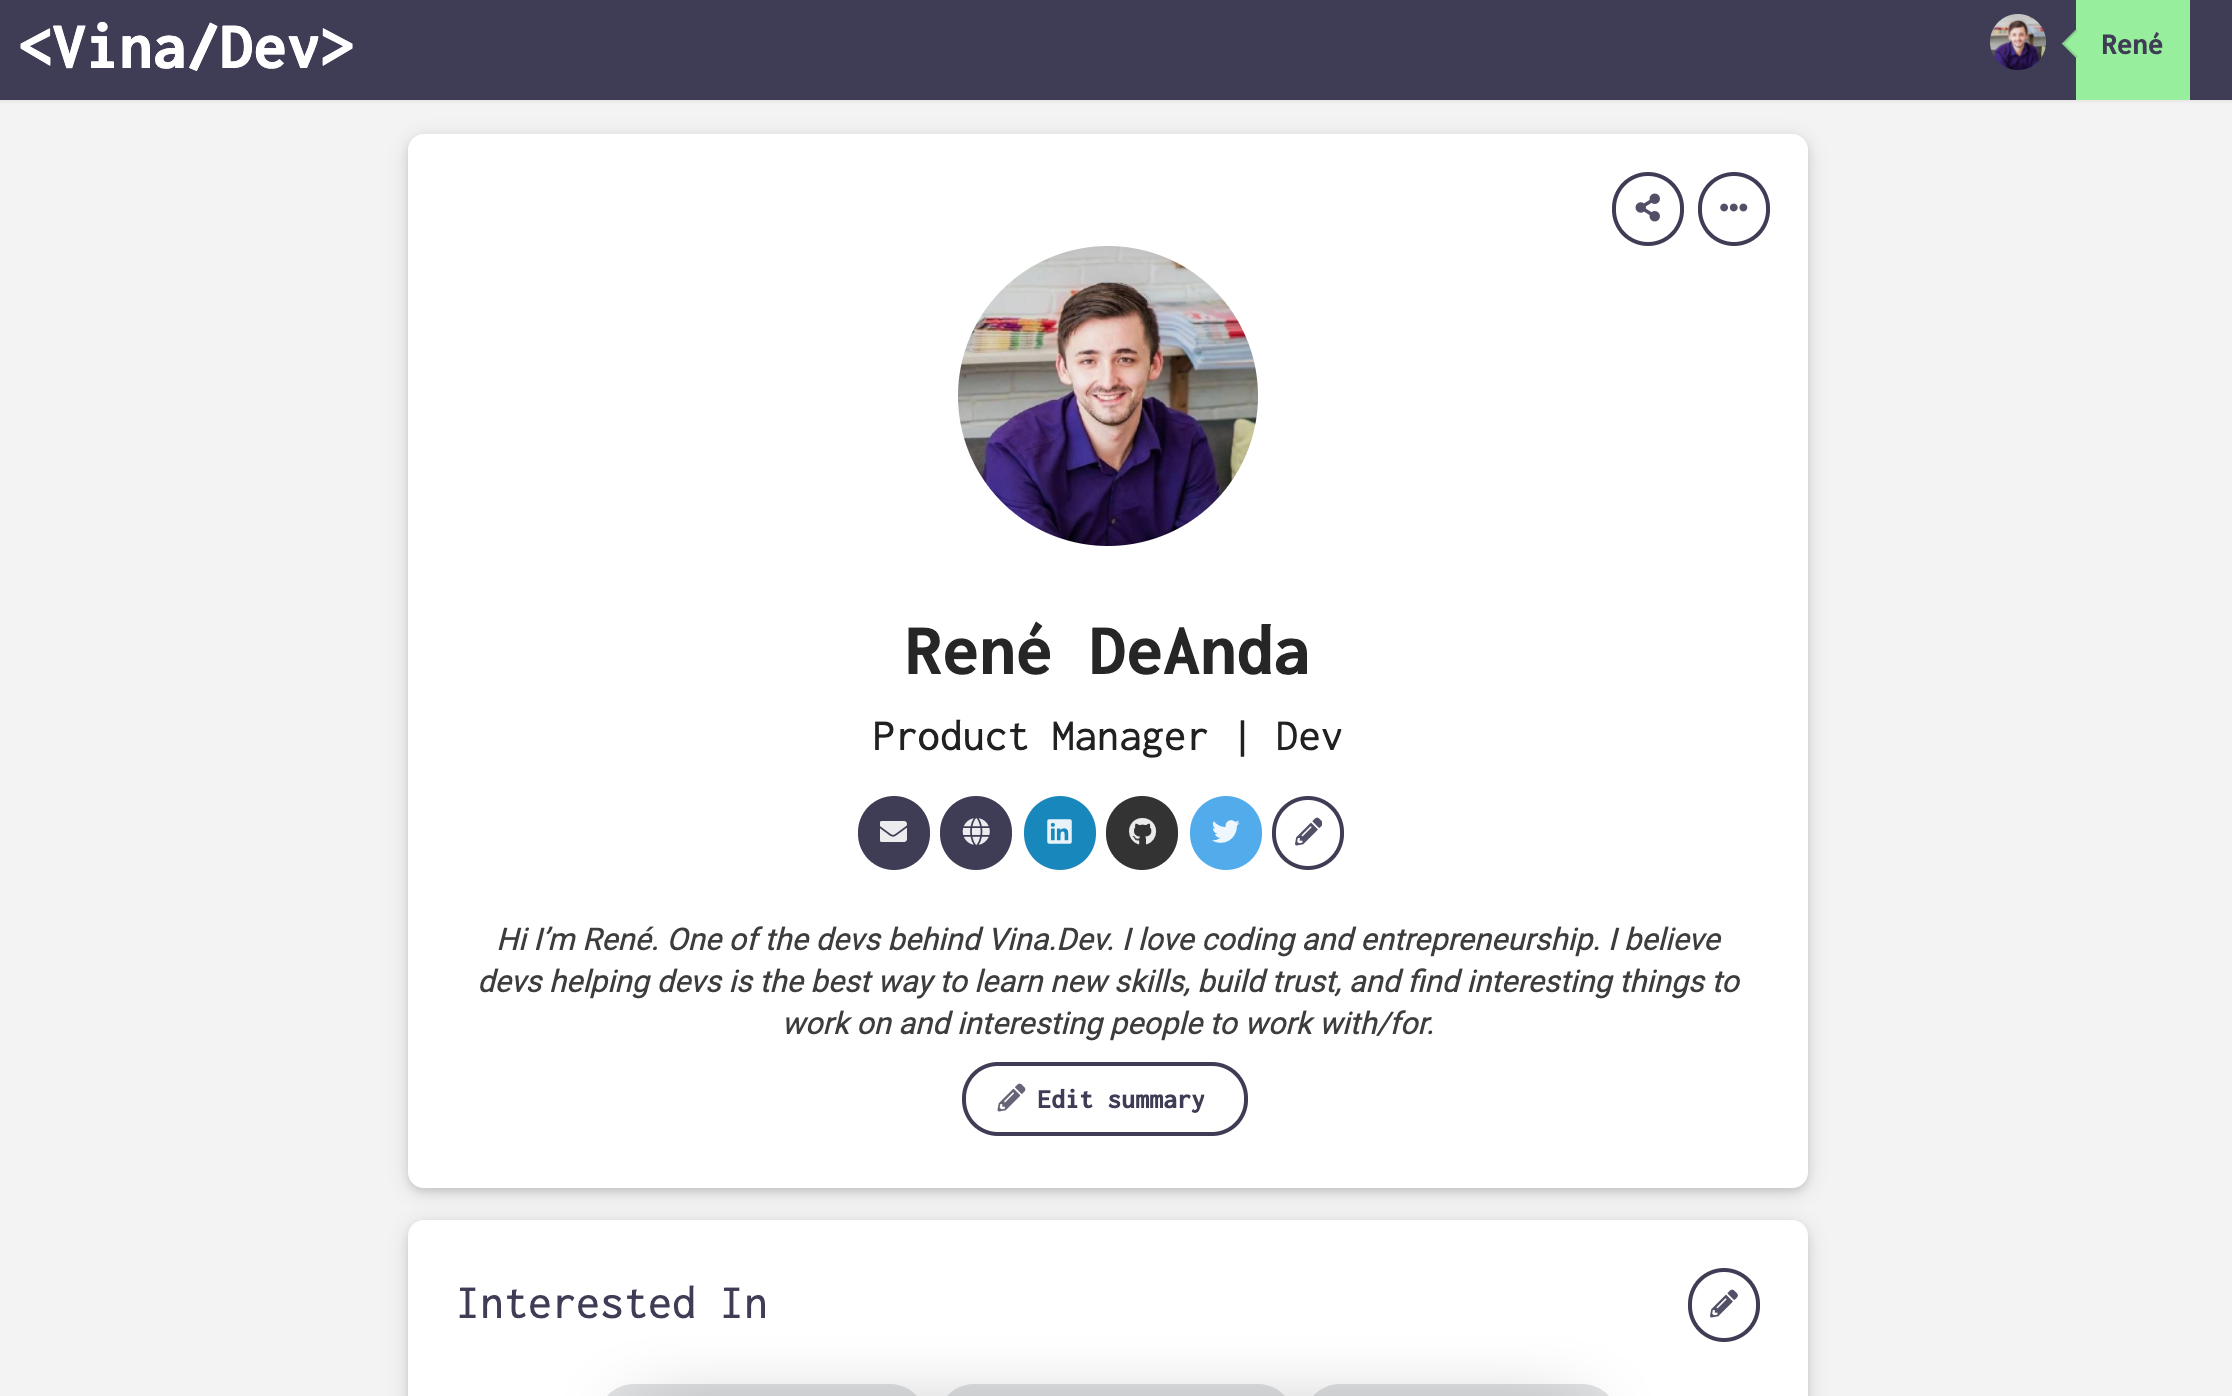 <Vina/Dev>
René
René DeAnda
Product Manager | Dev
Hi I’m René. One of the devs behind Vina.Dev. I love coding and entrepreneurship. I believe
devs helping devs is the best way to learn new skills, build trust, and find interesting things to
work on and interesting people to work with/for.
Edit summary
Interested In